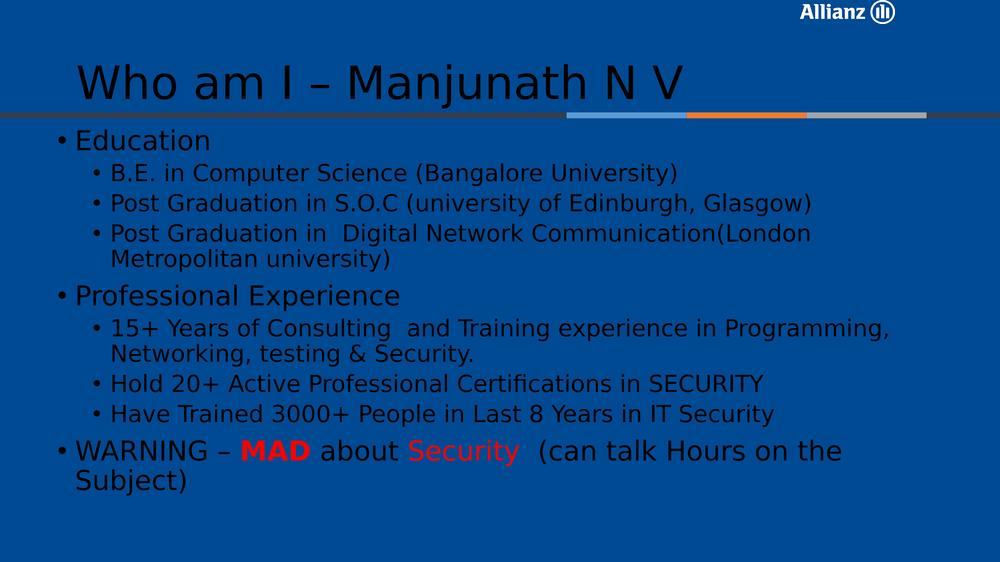 Allianz
Who am I – Manjunath N V
• Education
• B.E. in Computer Science (Bangalore University)
• Post Graduation in S.O.C (university of Edinburgh, Glasgow)
• Post Graduation in  Digital Network Communication(London
Metropolitan university)
• Professional Experience
• 15+ Years of Consulting  and Training experience in Programming,
Networking, testing & Security.
• Hold 20+ Active Professional Certifications in SECURITY
• Have Trained 3000+ People in Last 8 Years in IT Security
• WARNING – MAD about Security  (can talk Hours on the
Subject)